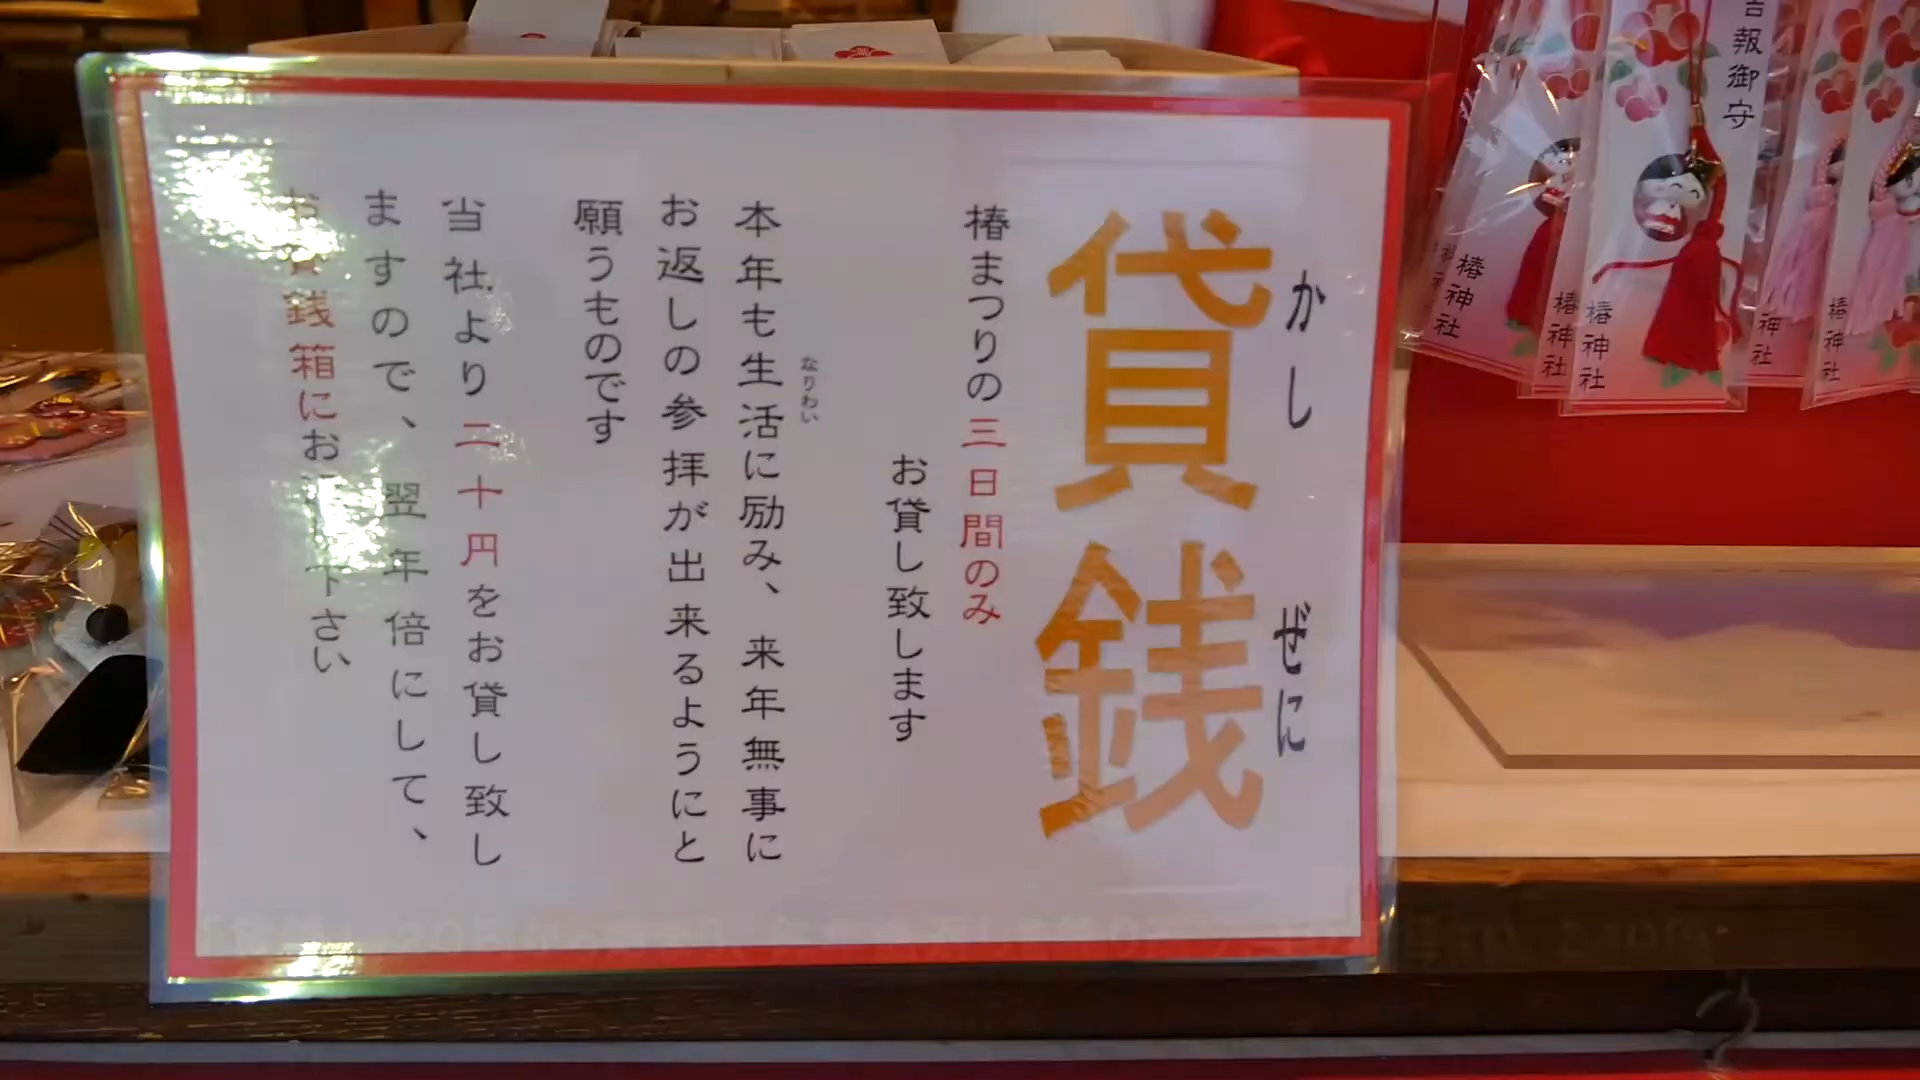 かし ぜに
貸銭
椿まつりの三日間のみ
お貸し致します
なりわい
本年も生活に励み、来年無事に
お返しの参拝が出来るようにと
願うものです
当社より二十円をお貸し致し
ますので、翌年倍にして、
お賽銭箱にお下さい
吉報御守
椿神社
椿神社
椿神社
神社
椿神社